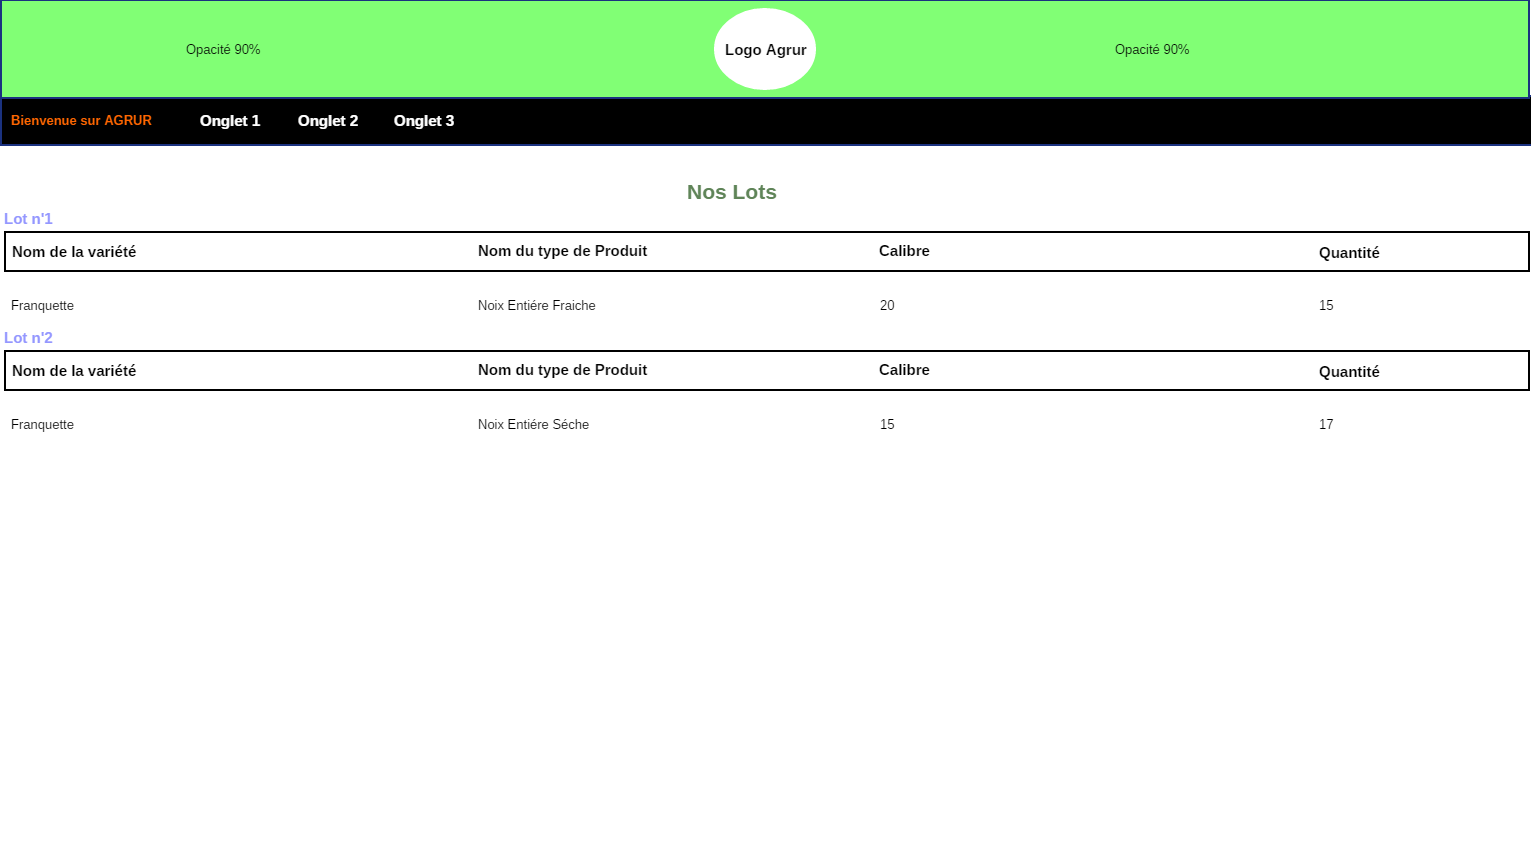 Opacité 90% Logo Agrur Opacité 90%
Bienvenue sur AGRUR Onglet 1 Onglet 2 Onglet 3
Nos Lots
Lot n'1
Nom de la variété Nom du type de Produit Calibre Quantité
Franquette Noix Entiére Fraiche 20 15
Lot n'2
Nom de la variété Nom du type de Produit Calibre Quantité
Franquette Noix Entiére Séche 15 17